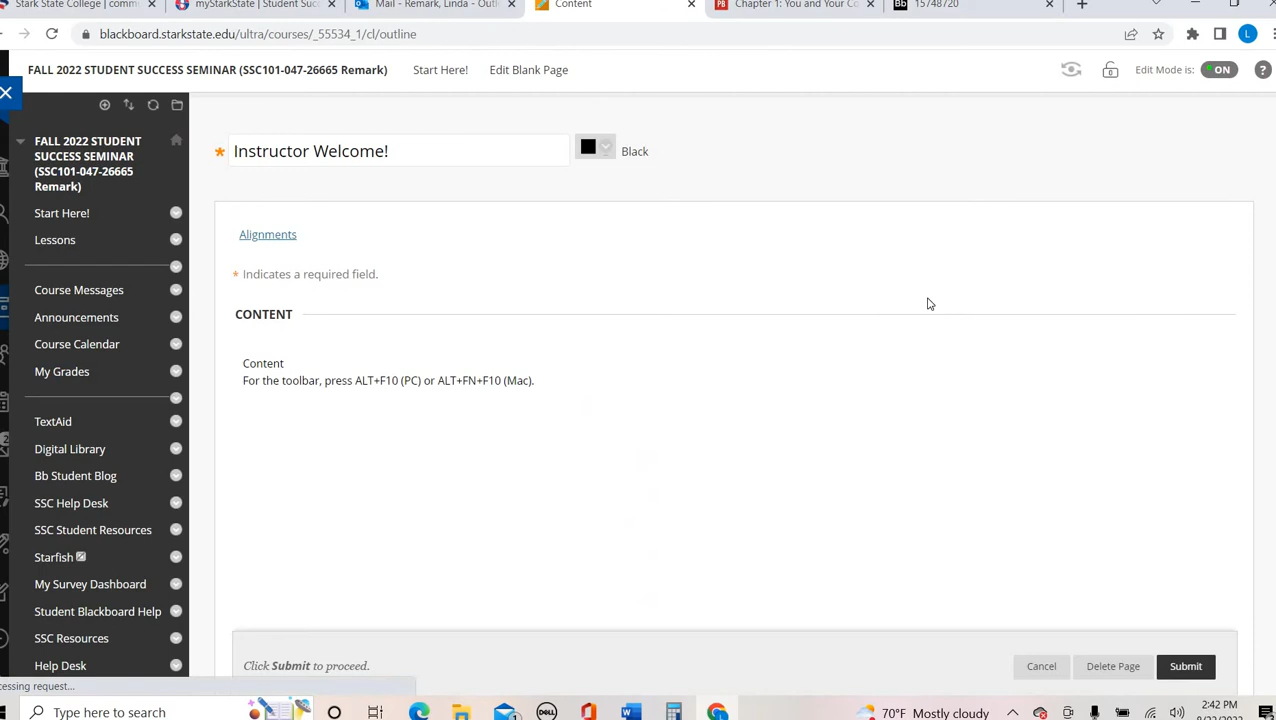 Stark State College | comm
myStarkState | Student Suc
Mail - Remark, Linda - Outl
Content
Chapter 1: You and Your Co
Bb 15748720
blackboard.starkstate.edu/ultra/courses/_55534_1/cl/outline
L
FALL 2022 STUDENT SUCCESS SEMINAR (SSC101-047-26665 Remark)
Start Here!
Edit Blank Page
Edit Mode is:
ON
?
FALL 2022 STUDENT
SUCCESS SEMINAR
(SSC101-047-26665
Remark)
Start Here!
Lessons
Course Messages
Announcements
Course Calendar
My Grades
TextAid
Digital Library
Bb Student Blog
SSC Help Desk
SSC Student Resources
Starfish
My Survey Dashboard
Student Blackboard Help
SSC Resources
Help Desk
* Instructor Welcome!
Black
Alignments
* Indicates a required field.
CONTENT
Content
For the toolbar, press ALT+F10 (PC) or ALT+FN+F10 (Mac).
Click Submit to proceed.
Cancel
Delete Page
Submit
cessing request...
Type here to search
DELL
70°F Mostly cloudy
2:42 PM